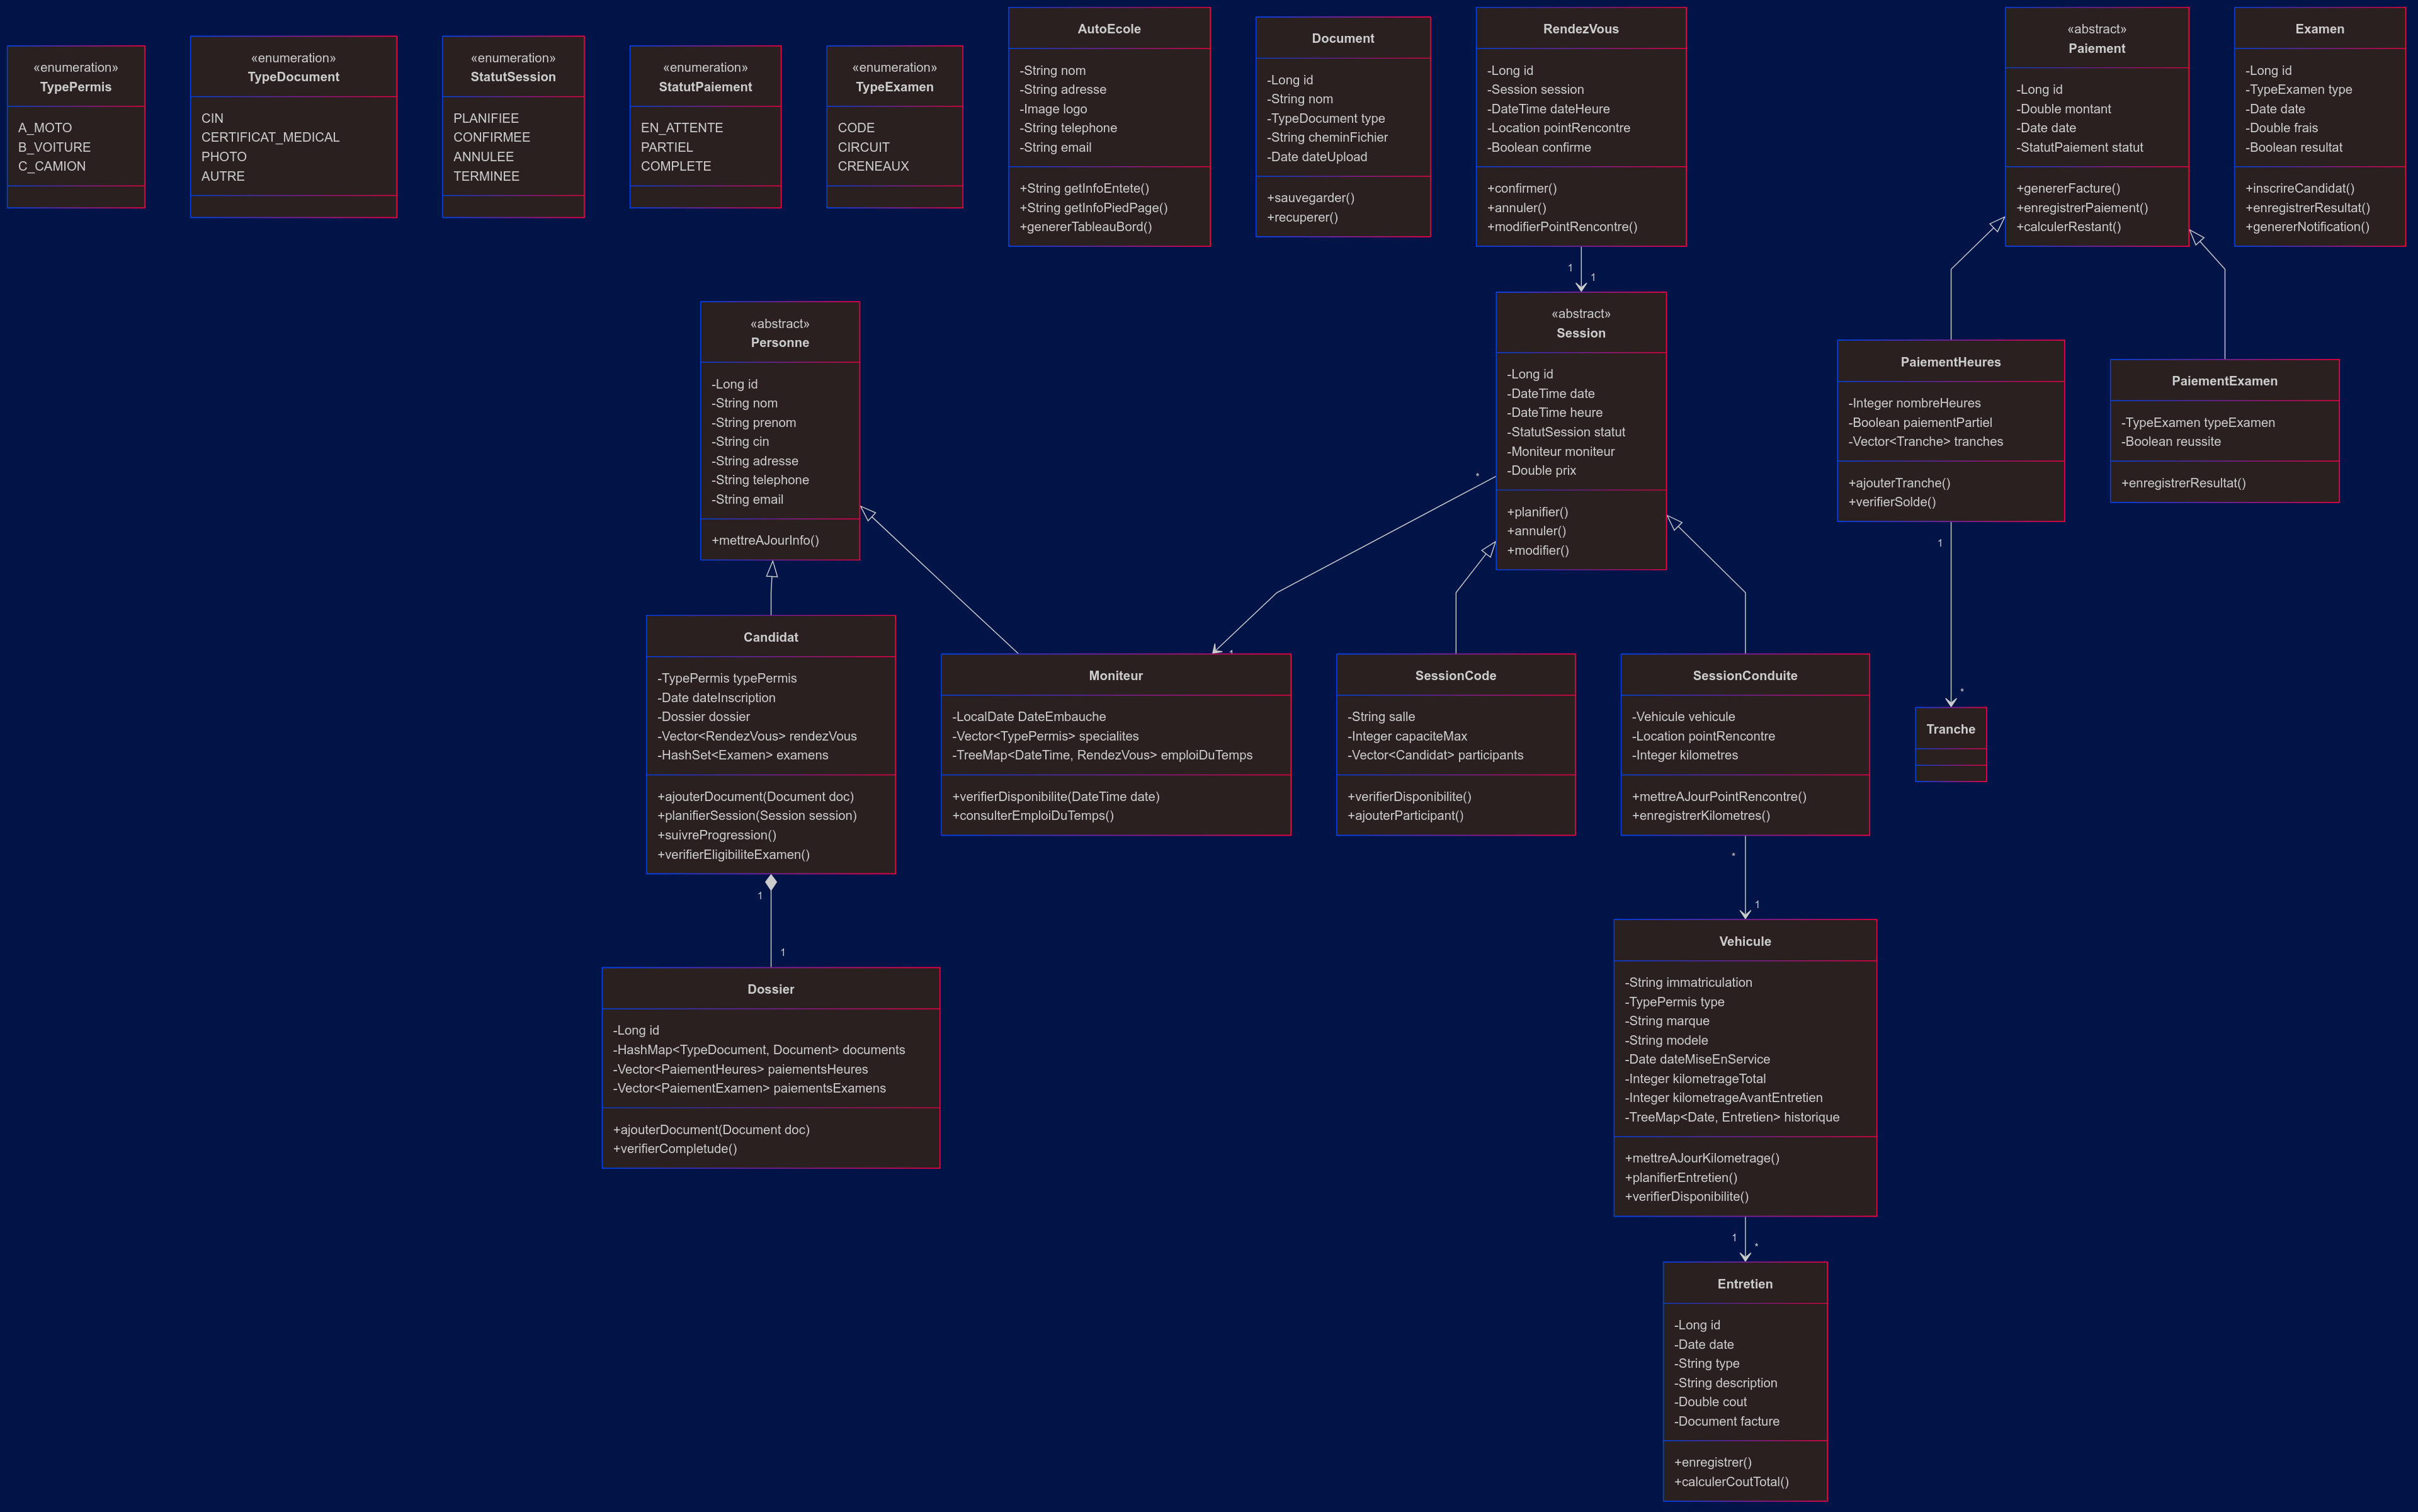 «enumeration»
TypePermis
A_MOTO
B_VOITURE
C_CAMION
«enumeration»
TypeDocument
CIN
CERTIFICAT_MEDICAL
PHOTO
AUTRE
«enumeration»
StatutSession
PLANIFIEE
CONFIRMEE
ANNULEE
TERMINEE
«enumeration»
StatutPaiement
EN_ATTENTE
PARTIEL
COMPLETE
«enumeration»
TypeExamen
CODE
CIRCUIT
CRENEAUX
AutoEcole
-String nom
-String adresse
-Image logo
-String telephone
-String email
+String getInfoEntete()
+String getInfoPiedPage()
+genererTableauBord()
Document
-Long id
-String nom
-TypeDocument type
-String cheminFichier
-Date dateUpload
+sauvegarder()
+recuperer()
RendezVous
-Long id
-Session session
-DateTime dateHeure
-Location pointRencontre
-Boolean confirme
+confirmer()
+annuler()
+modifierPointRencontre()
«abstract»
Paiement
-Long id
-Double montant
-Date date
-StatutPaiement statut
+genererFacture()
+enregistrerPaiement()
+calculerRestant()
Examen
-Long id
-TypeExamen type
-Date date
-Double frais
-Boolean resultat
+inscrireCandidat()
+enregistrerResultat()
+genererNotification()
1
1
«abstract»
Personne
-Long id
-String nom
-String prenom
-String cin
-String adresse
-String telephone
-String email
+mettreAJourInfo()
«abstract»
Session
-Long id
-DateTime date
-DateTime heure
-StatutSession statut
-Moniteur moniteur
-Double prix
+planifier()
+annuler()
+modifier()
*
PaiementHeures
-Integer nombreHeures
-Boolean paiementPartiel
-Vector<Tranche> tranches
+ajouterTranche()
+verifierSolde()
1
*
PaiementExamen
-TypeExamen typeExamen
-Boolean reussite
+enregistrerResultat()
Candidat
-TypePermis typePermis
-Date dateInscription
-Dossier dossier
-Vector<RendezVous> rendezVous
-HashSet<Examen> examens
+ajouterDocument(Document doc)
+planifierSession(Session session)
+suivreProgression()
+verifierEligibiliteExamen()
1
1
Moniteur
-LocalDate DateEmbauche
-Vector<TypePermis> specialites
-TreeMap<DateTime, RendezVous> emploiDuTemps
+verifierDisponibilite(DateTime date)
+consulterEmploiDuTemps()
SessionCode
-String salle
-Integer capaciteMax
-Vector<Candidat> participants
+verifierDisponibilite()
+ajouterParticipant()
SessionConduite
-Vehicule vehicule
-Location pointRencontre
-Integer kilometres
+mettreAJourPointRencontre()
+enregistrerKilometres()
*
1
Tranche
Dossier
-Long id
-HashMap<TypeDocument, Document> documents
-Vector<PaiementHeures> paiementsHeures
-Vector<PaiementExamen> paiementsExamens
+ajouterDocument(Document doc)
+verifierCompletude()
Vehicule
-String immatriculation
-TypePermis type
-String marque
-String modele
-Date dateMiseEnService
-Integer kilometrageTotal
-Integer kilometrageAvantEntretien
-TreeMap<Date, Entretien> historique
+mettreAJourKilometrage()
+planifierEntretien()
+verifierDisponibilite()
1
*
Entretien
-Long id
-Date date
-String type
-String description
-Double cout
-Document facture
+enregistrer()
+calculerCoutTotal()